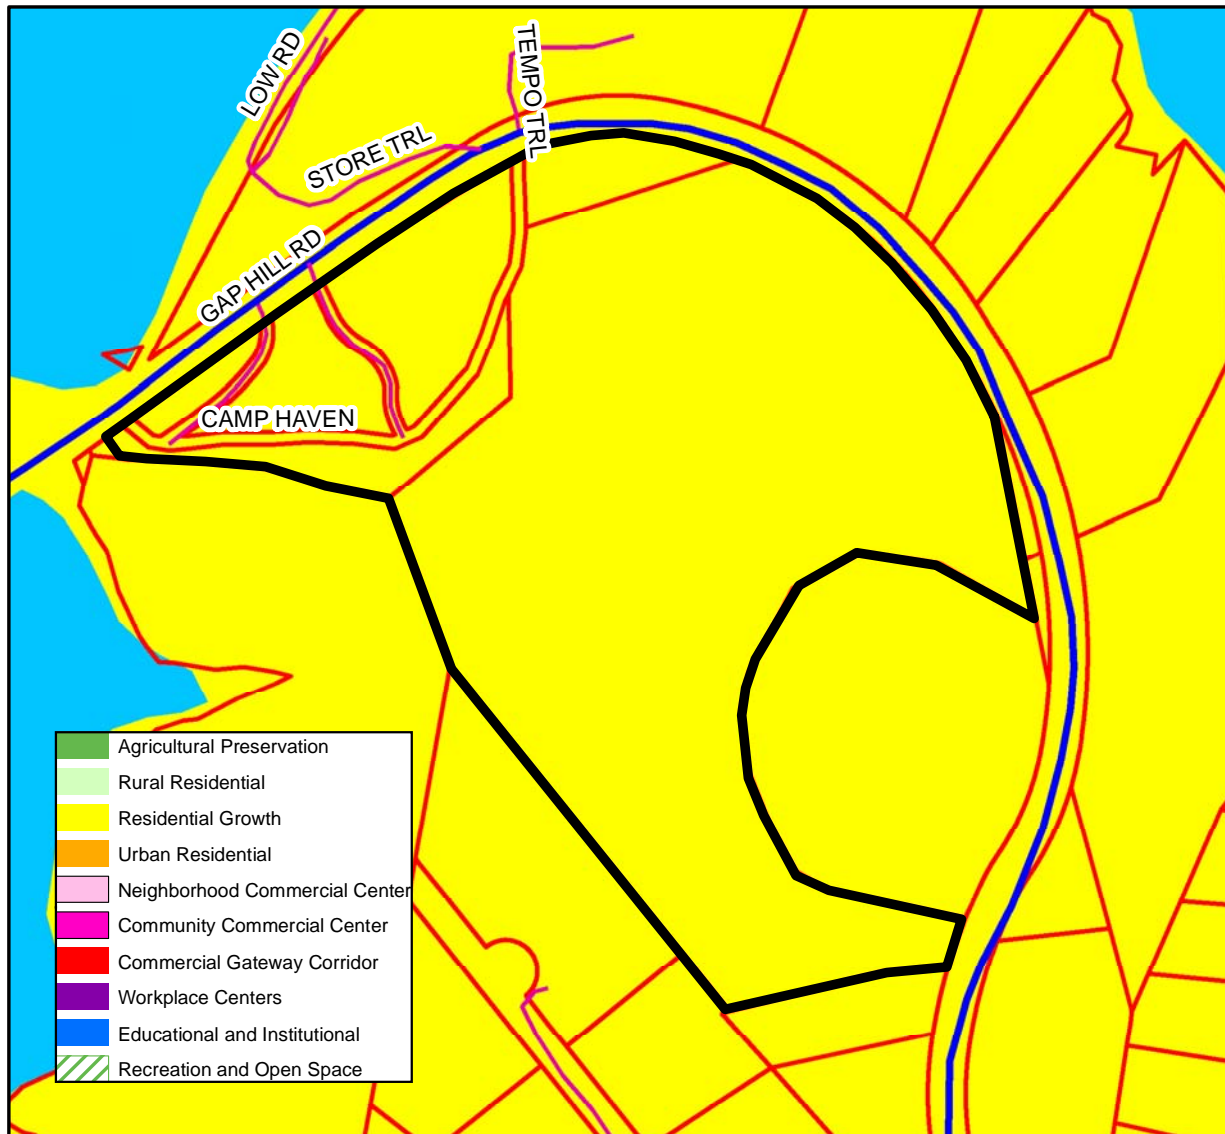 LOW RD
TEMPO TRL
STORE TRL
GAP HILL RD
CAMP HAVEN
Agricultural Preservation
Rural Residential
Residential Growth
Urban Residential
Neighborhood Commercial Center
Community Commercial Center
Commercial Gateway Corridor
Workplace Centers
Educational and Institutional
Recreation and Open Space